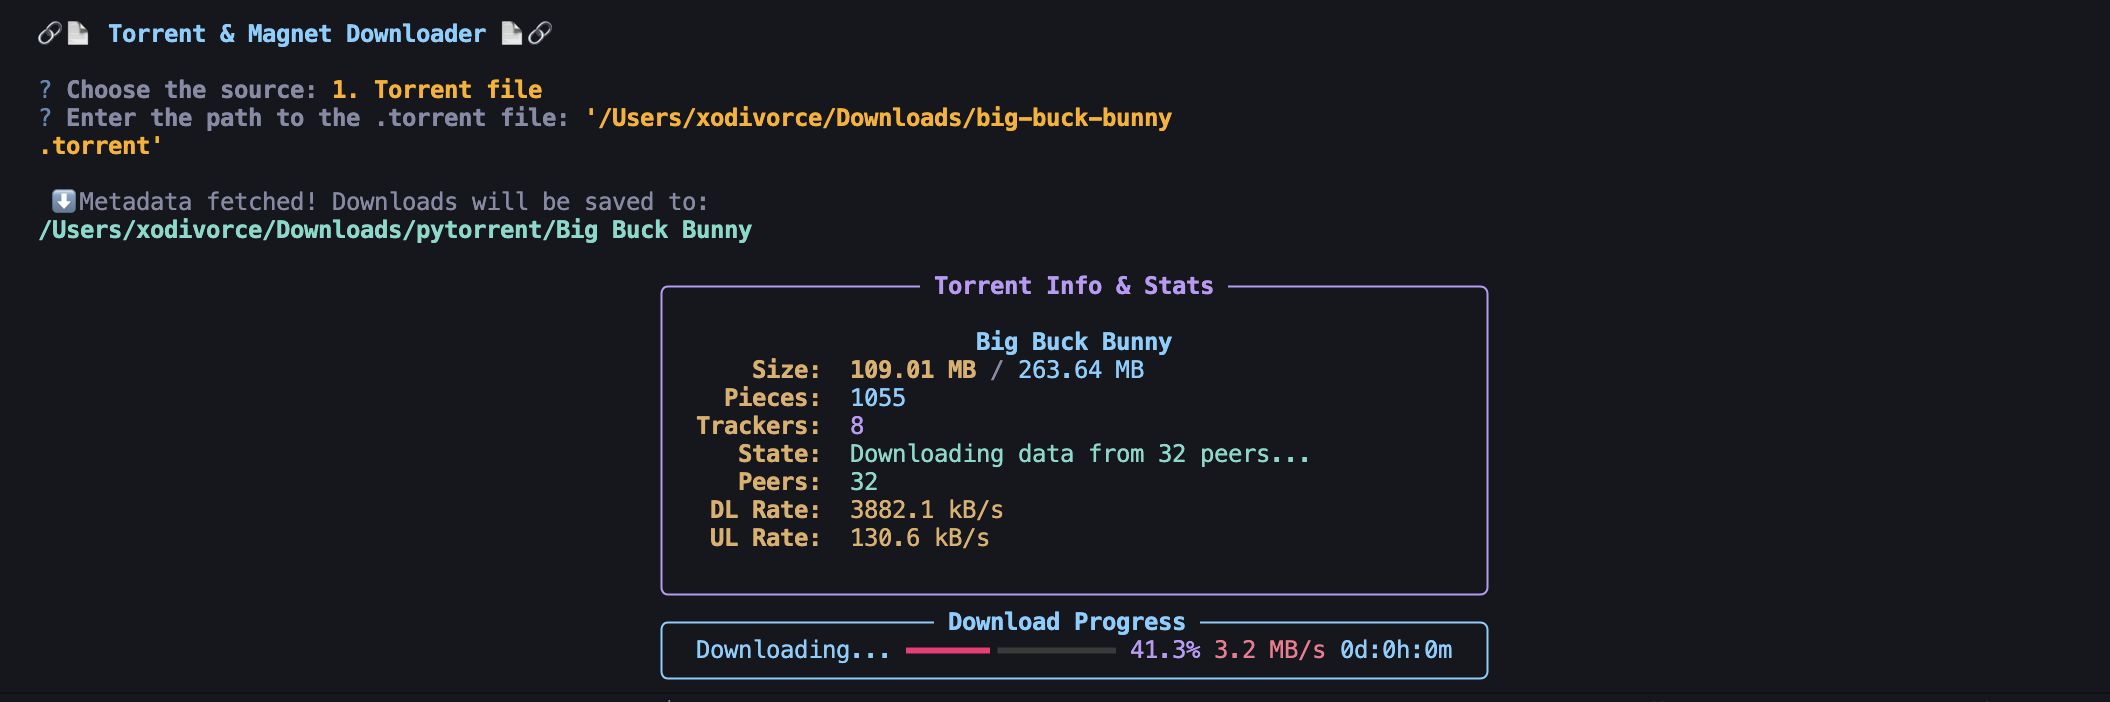 🔗📄 Torrent & Magnet Downloader 📄🔗
? Choose the source: 1. Torrent file
? Enter the path to the .torrent file: '/Users/xodivorce/Downloads/big-buck-bunny
.torrent'
⬇️Metadata fetched! Downloads will be saved to:
/Users/xodivorce/Downloads/pytorrent/Big Buck Bunny
Torrent Info & Stats
Big Buck Bunny
Size: 109.01 MB / 263.64 MB
Pieces: 1055
Trackers: 8
State: Downloading data from 32 peers...
Peers: 32
DL Rate: 3882.1 kB/s
UL Rate: 130.6 kB/s
Download Progress
Downloading... 41.3% 3.2 MB/s 0d:0h:0m